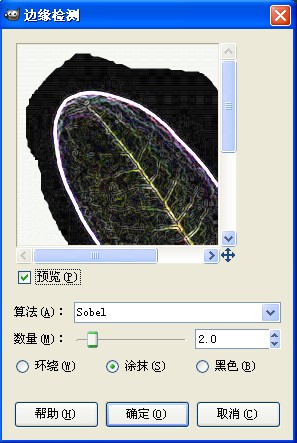 边缘检测
预览(P)
算法(A)： Sobel
数量(M)： 2.0
环绕(W) 涂抹(S) 黑色(B)
帮助(H) 确定(O) 取消(C)